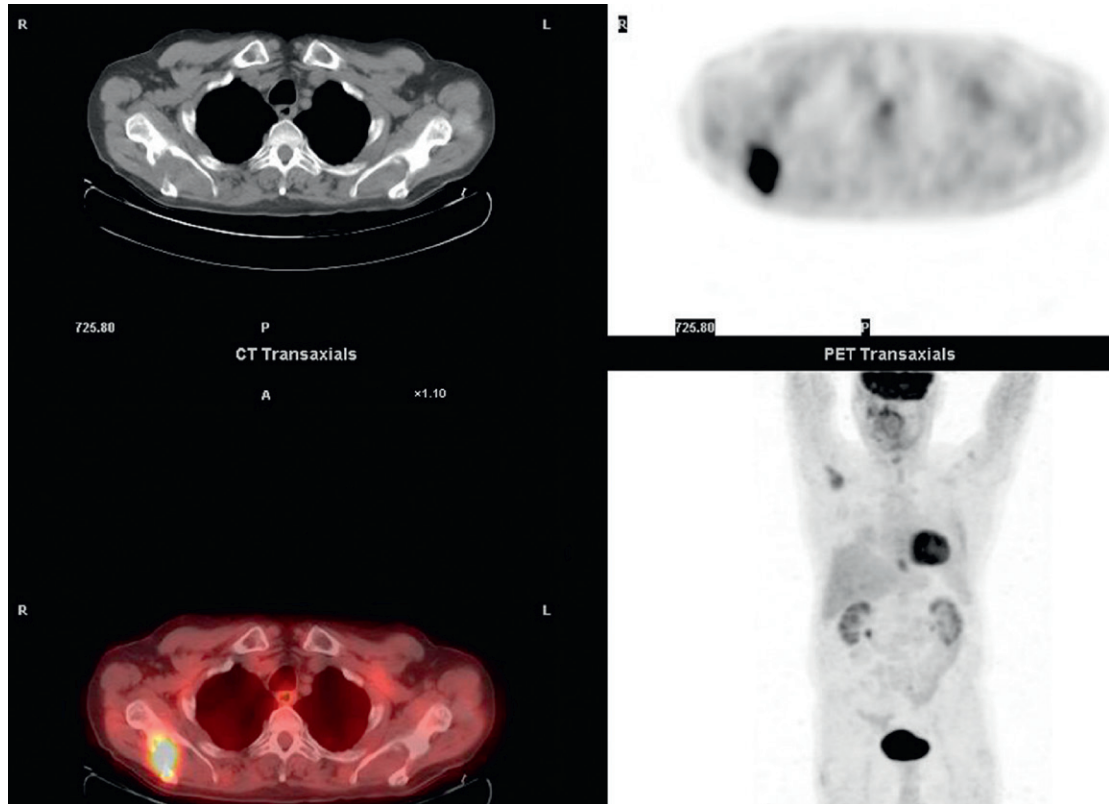 R
L
R
725.80
P
725.80
P
CT Transaxials
PET Transaxials
A
×1.10
R
L